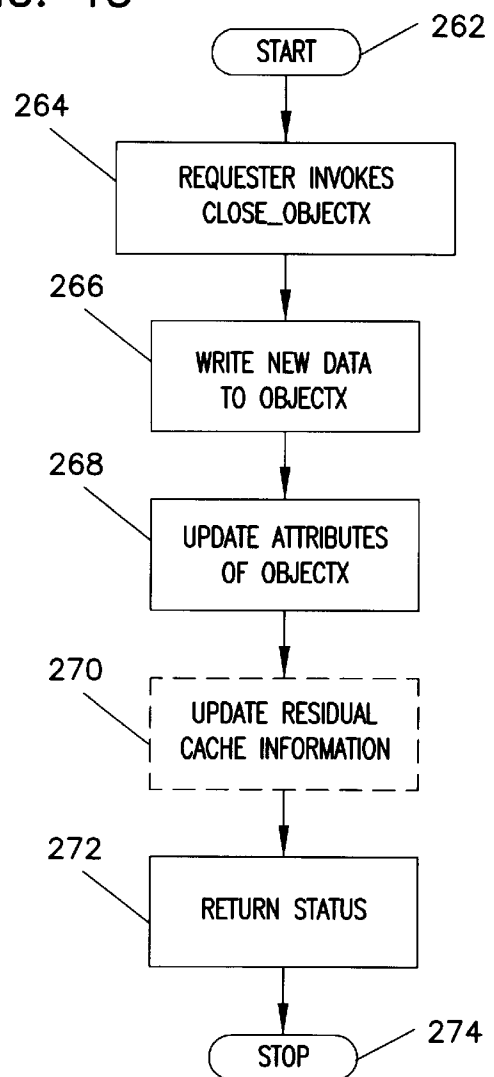 262
START
264
REQUESTER INVOKES
CLOSE_OBJECTX
266
WRITE NEW DATA
TO OBJECTX
268
UPDATE ATTRIBUTES
OF OBJECTX
270
UPDATE RESIDUAL
CACHE INFORMATION
272
RETURN STATUS
STOP
274